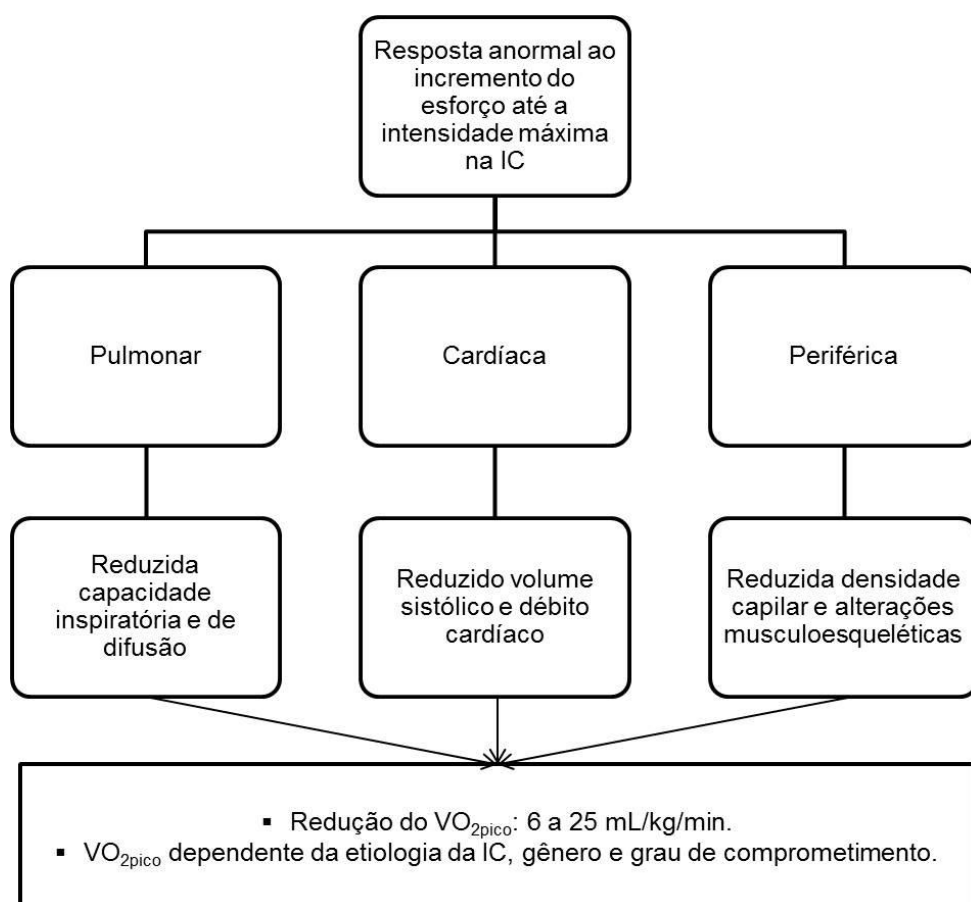 Resposta anormal ao
incremento do
esforço até a
intensidade máxima
na IC
Pulmonar
Cardíaca
Periférica
Reduzida
capacidade
inspiratória e de
difusão
Reduzido volume
sistólico e débito
cardíaco
Reduzida densidade
capilar e alterações
musculoesqueléticas
▪ Redução do VO₂pico: 6 a 25 mL/kg/min.
▪ VO₂pico dependente da etiologia da IC, gênero e grau de comprometimento.